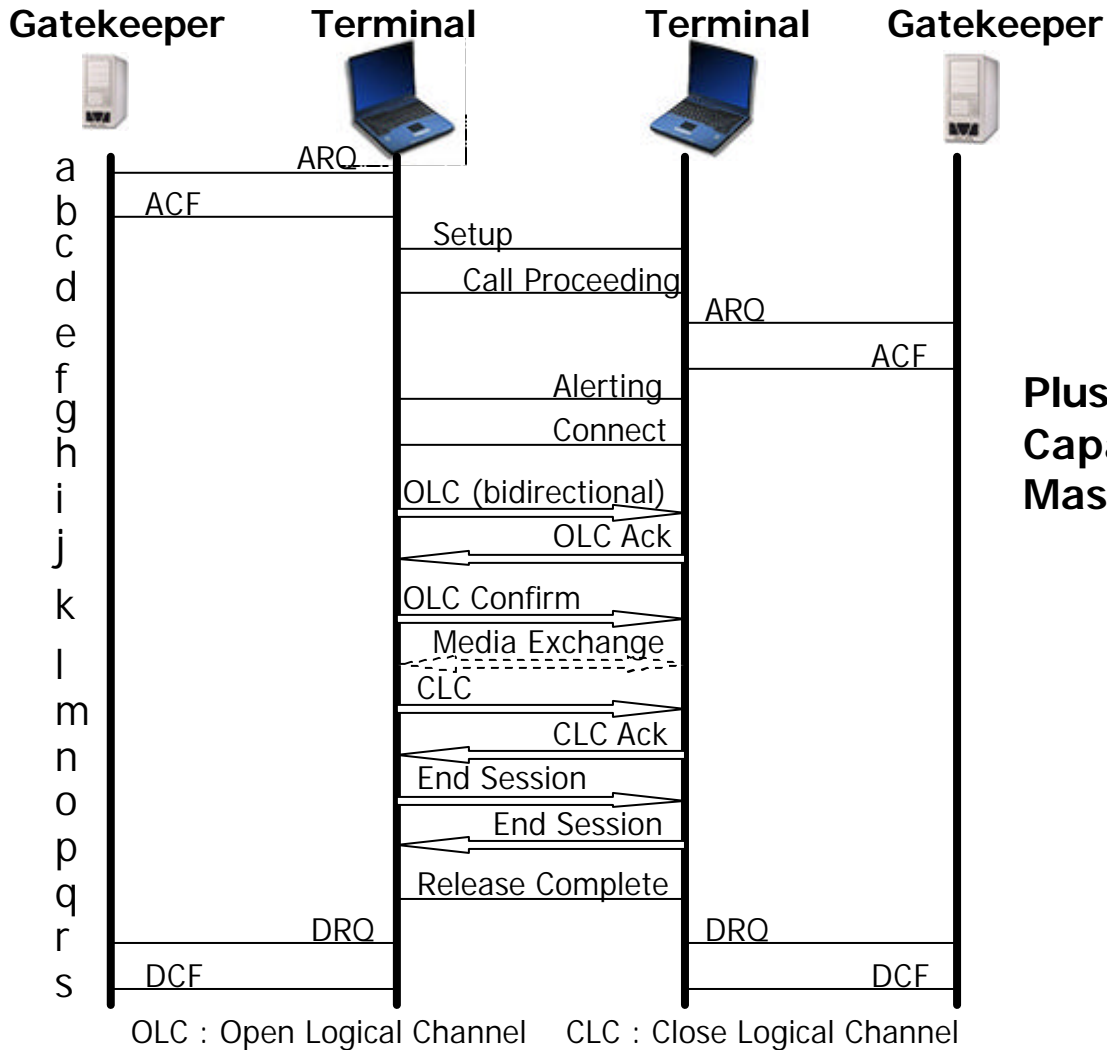 Gatekeeper Terminal Terminal Gatekeeper
a ARQ
b ACF
c Setup
d Call Proceeding
e ARQ
f ACF
g Alerting
h Connect
i OLC (bidirectional)
j OLC Ack
k OLC Confirm
l Media Exchange
m CLC
n CLC Ack
o End Session
p End Session
q Release Complete
r DRQ DRQ
s DCF DCF
Plus
OLC : Open Logical Channel CLC : Close Logical Channel